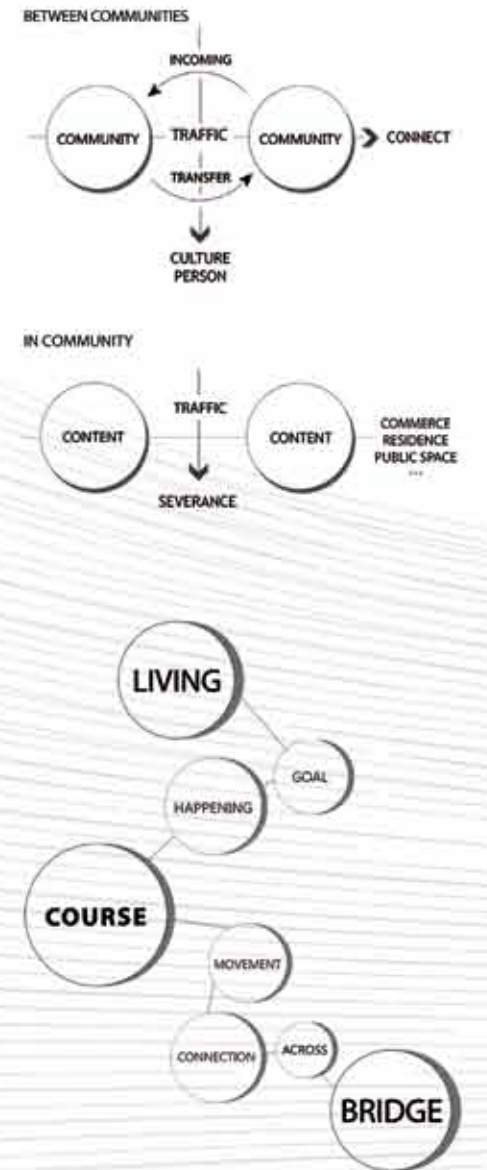 BETWEEN COMMUNITIES
INCOMING
COMMUNITY
TRAFFIC
COMMUNITY
CONNECT
TRANSFER
CULTURE
PERSON
IN COMMUNITY
TRAFFIC
CONTENT
CONTENT
COMMERCE
RESIDENCE
PUBLIC SPACE
...
SEVERANCE
LIVING
GOAL
HAPPENING
COURSE
MOVEMENT
CONNECTION
ACROSS
BRIDGE